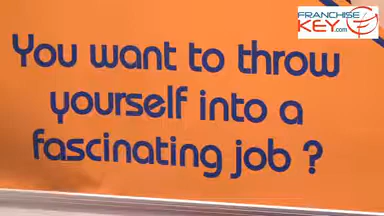 FRANCHISE
KEY.com
You want to throw
yourself into a
fascinating job ?